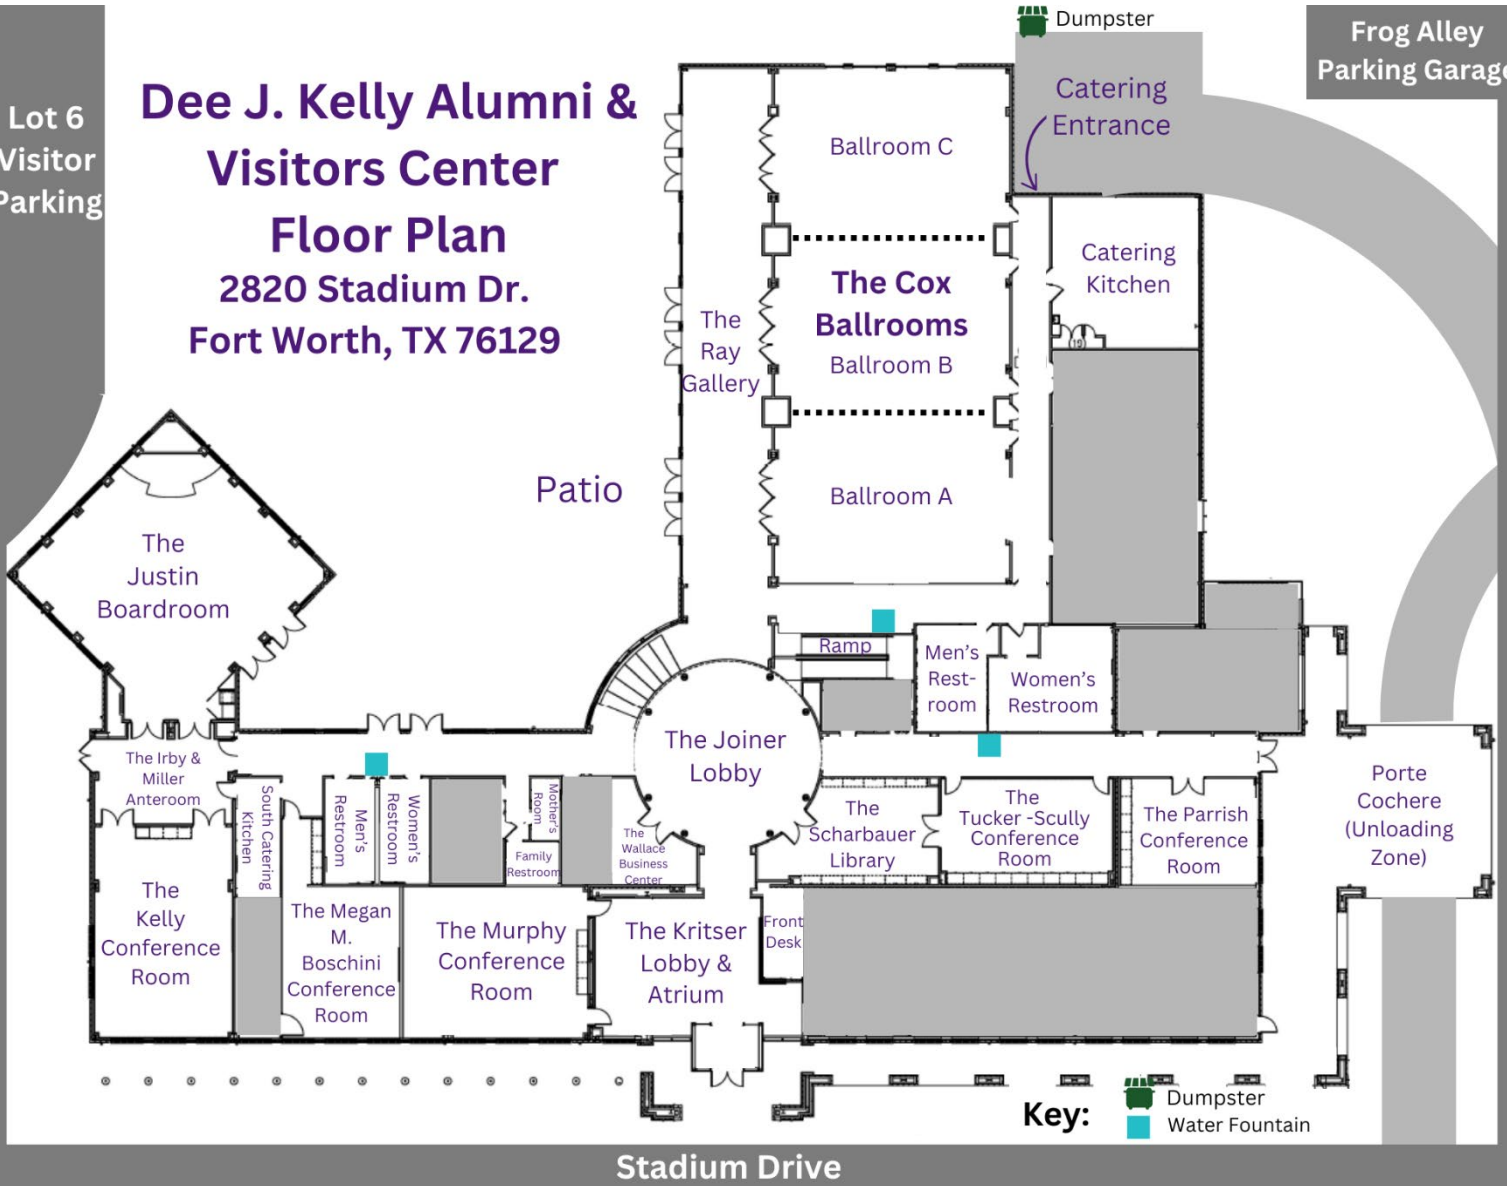 Dumpster
Frog Alley
Parking Garage
Dee J. Kelly Alumni &
Visitors Center
Floor Plan
2820 Stadium Dr.
Fort Worth, TX 76129
Lot 6
Visitor
Parking
Catering
Entrance
Ballroom C
Catering
Kitchen
The Cox
Ballrooms
Ballroom B
The
Ray
Gallery
10
Patio
Ballroom A
The
Justin
Boardroom
Ramp
Men's
Rest-
room
Women's
Restroom
The Joiner
Lobby
The Irby &
Miller
Anteroom
South Catering
Kitchen
Men's
Restroom
Women's
Restroom
Mother's
Room
Family
Restroom
The
Wallace
Business
Center
The
Scharbauer
Library
The
Tucker -Scully
Conference
Room
The Parrish
Conference
Room
Porte
Cochere
(Unloading
Zone)
The
Kelly
Conference
Room
The Megan
M.
Boschini
Conference
Room
The Murphy
Conference
Room
The Kritser
Lobby &
Atrium
Front
Desk
Key:
Dumpster
Water Fountain
Stadium Drive